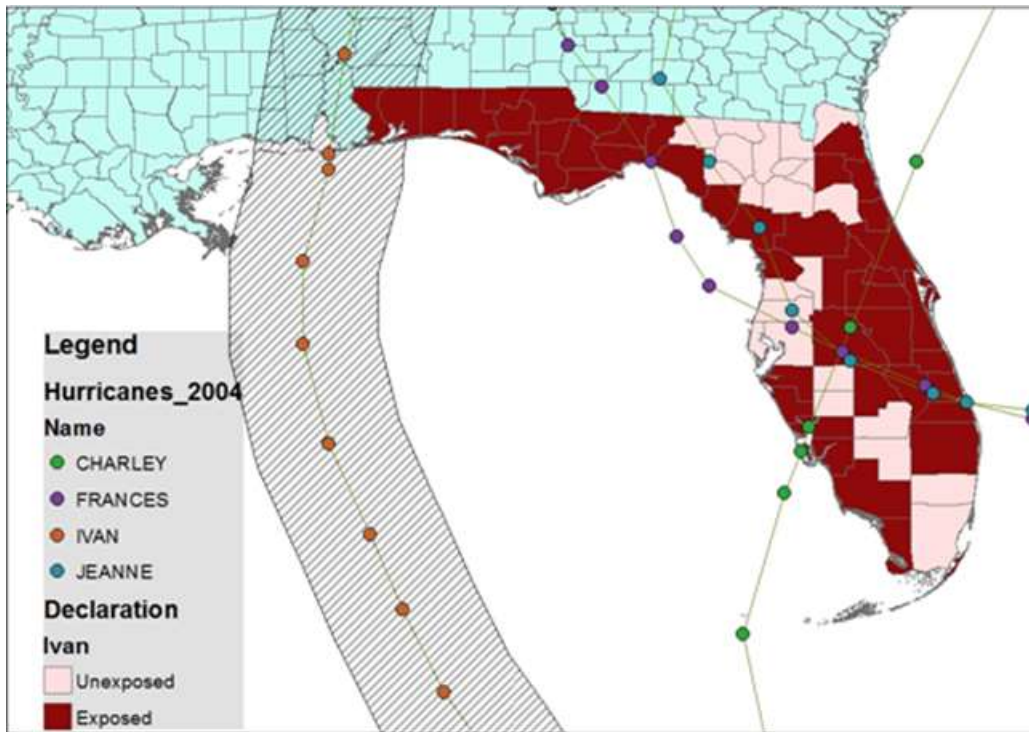 Legend
Hurricanes_2004
Name
CHARLEY
FRANCES
IVAN
JEANNE
Declaration
Ivan
Unexposed
Exposed